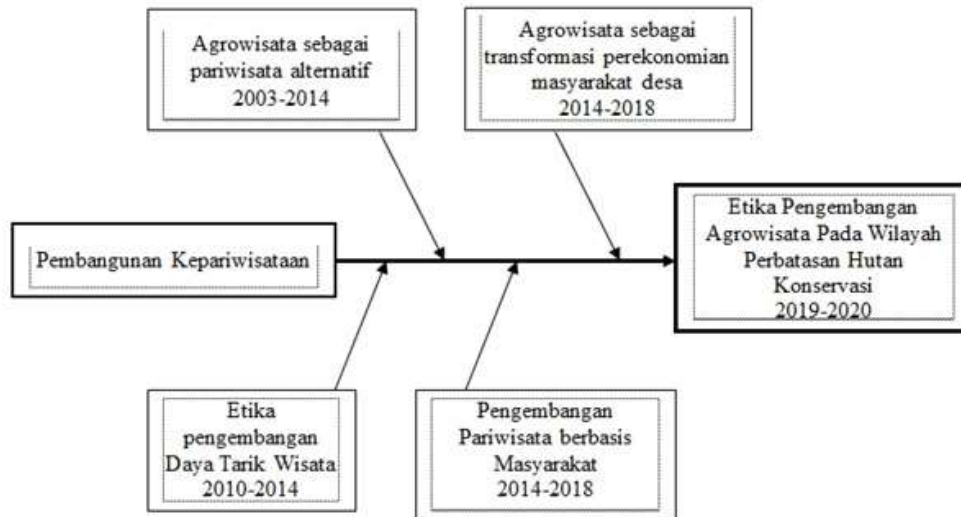 Agrowisata sebagai
pariwisata alternatif
2003-2014
Agrowisata sebagai
transformasi perekonomian
masyarakat desa
2014-2018
Pembangunan Kepariwisataan
Etika Pengembangan
Agrowisata Pada Wilayah
Perbatasan Hutan
Konservasi
2019-2020
Etika
pengembangan
Daya Tarik Wisata
2010-2014
Pengembangan
Pariwisata berbasis
Masyarakat
2014-2018